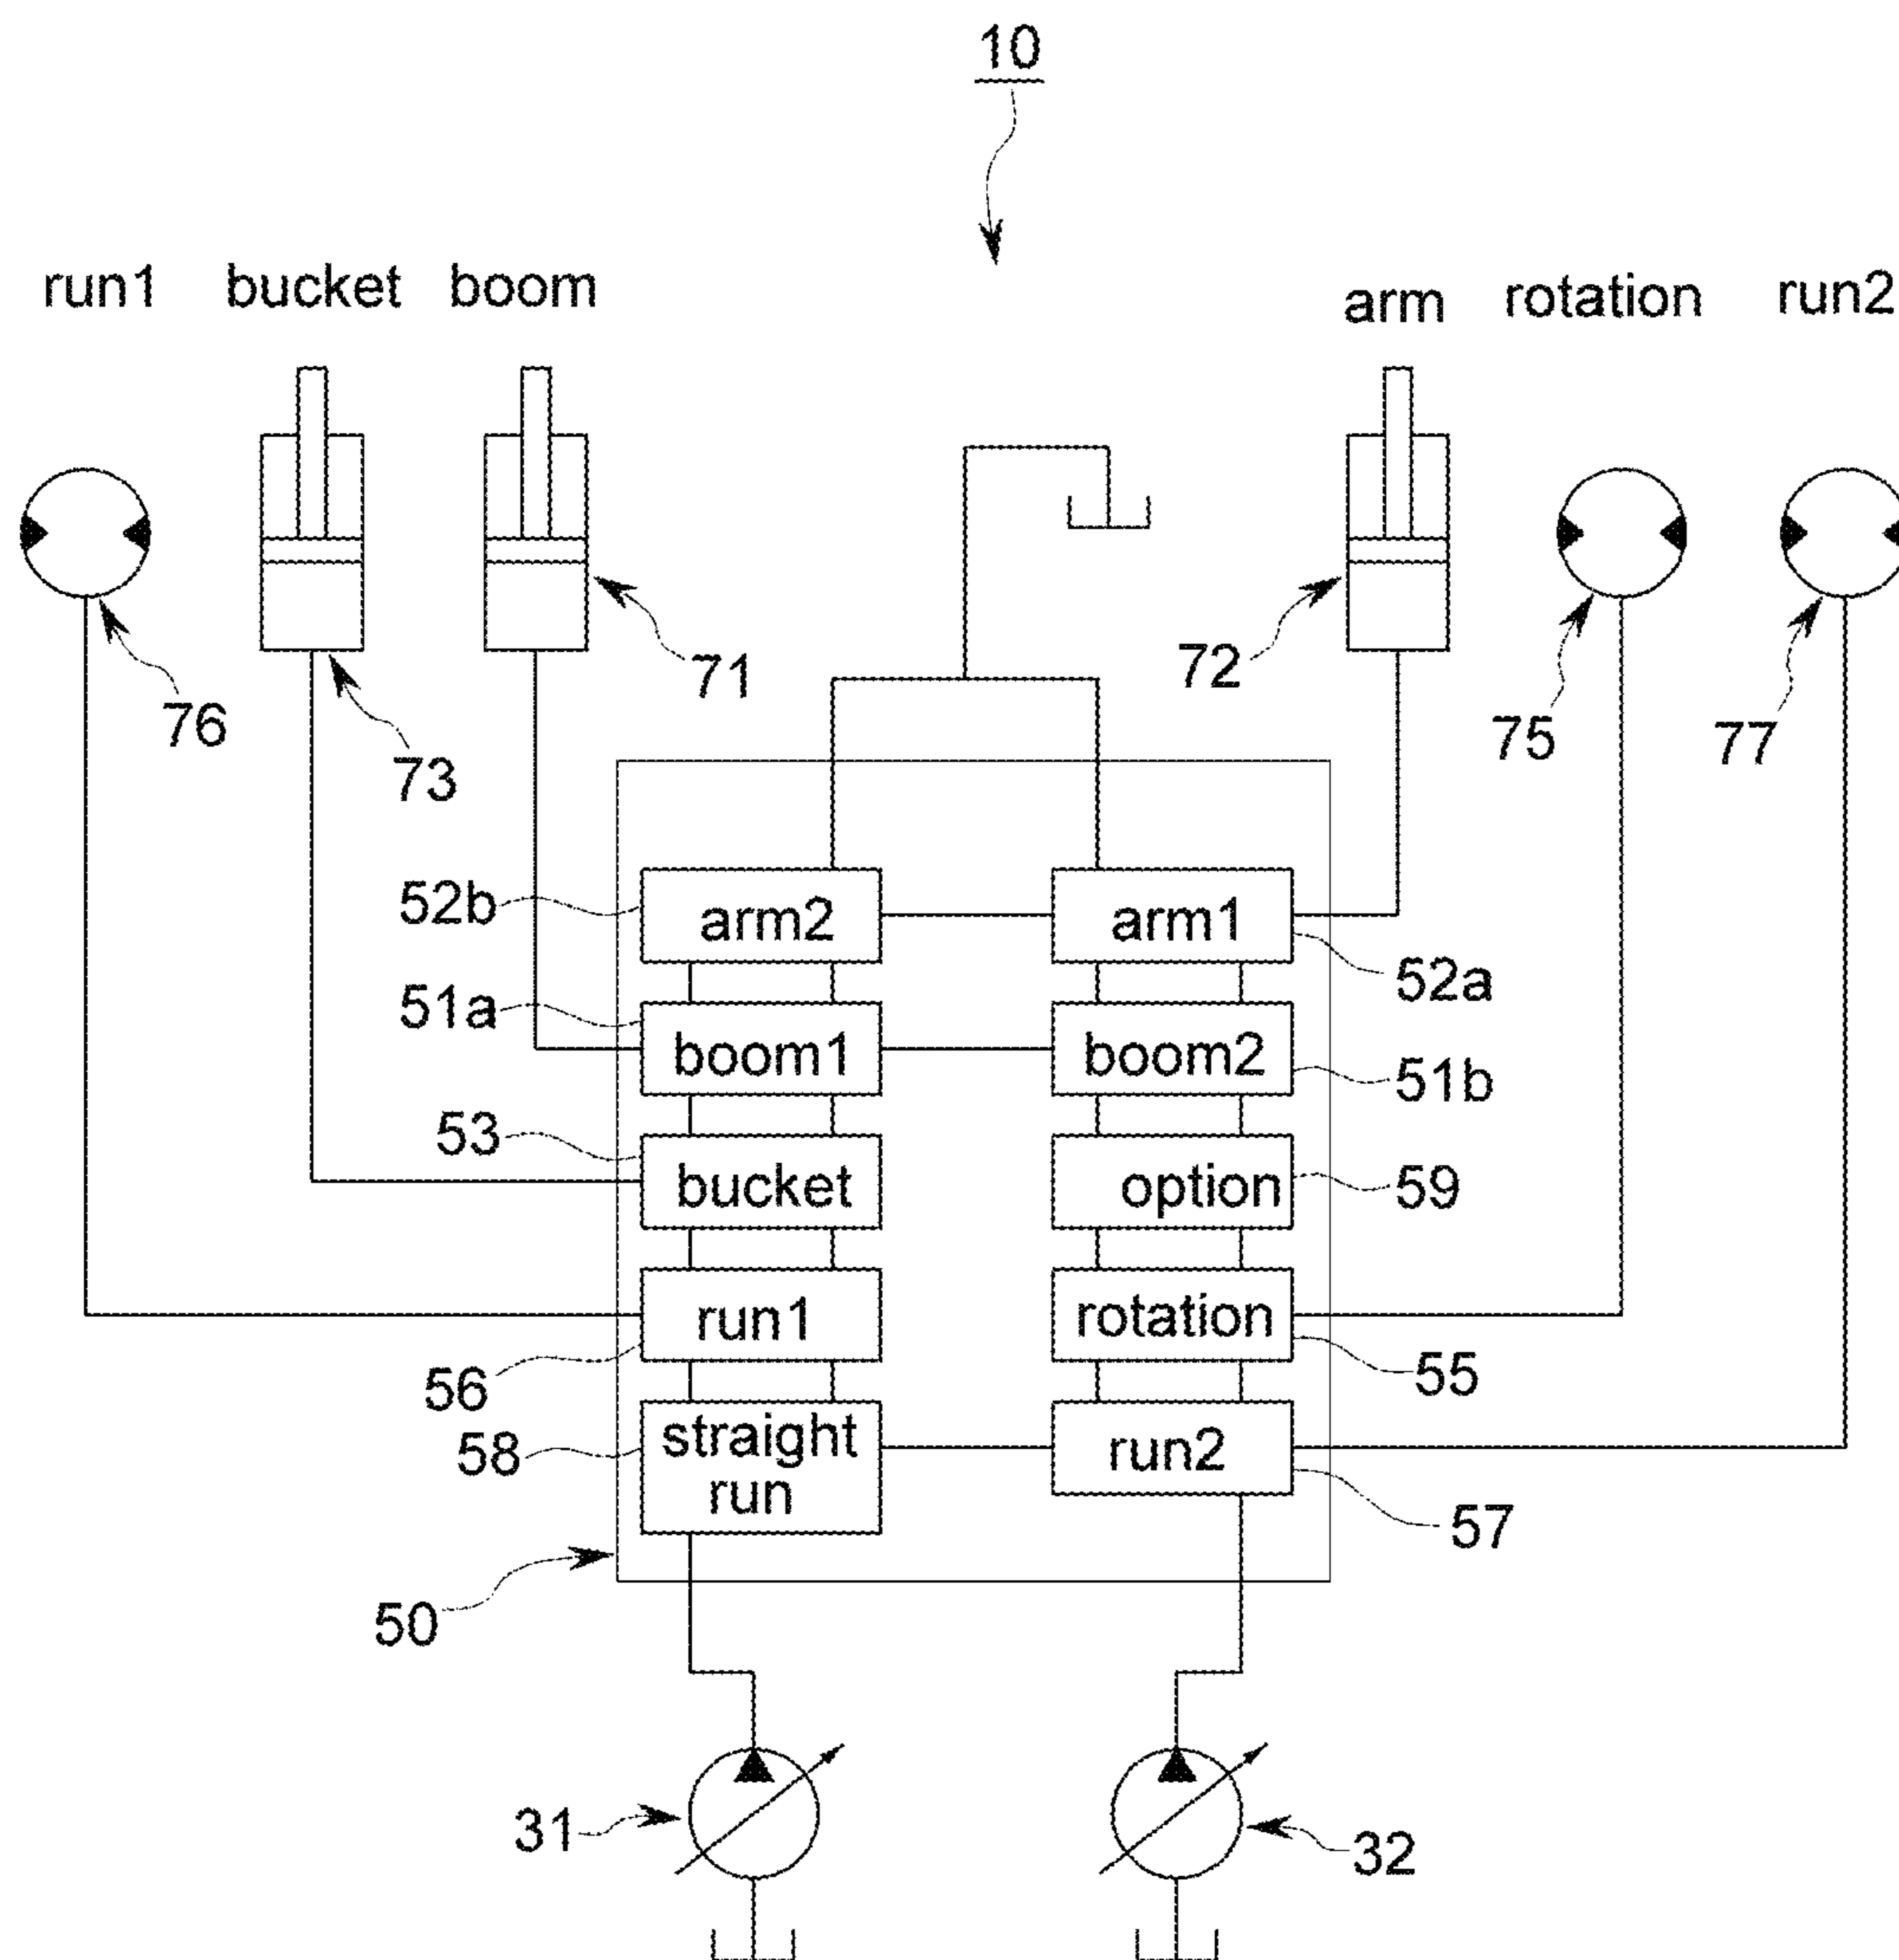 10
run1 bucket boom arm rotation run2
71 72
76 73 75 77
52b arm2 arm1 52a
51a boom1 boom2 51b
53 bucket option 59
run1 rotation
56 55
58 straight run2
run 57
50
31 32